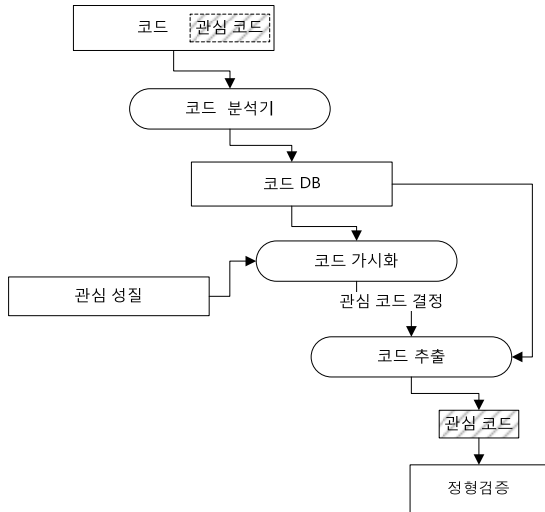 코드 관심 코드
코드 분석기
코드 DB
코드 가시화
관심 성질
관심 코드 결정
코드 추출
관심 코드
정형검증